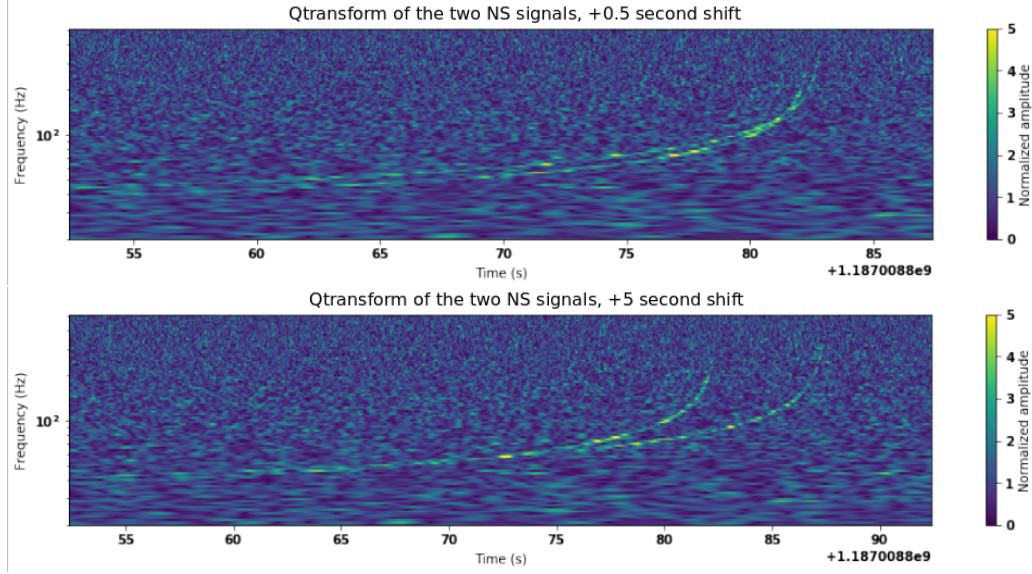 Qtransform of the two NS signals, +0.5 second shift
Frequency (Hz)
10²
55 60 65 70 75 80 85
Time (s)
+1.1870088e9
5
4
3
2
1
0
Normalized amplitude
Qtransform of the two NS signals, +5 second shift
Frequency (Hz)
10²
55 60 65 70 75 80 85 90
Time (s)
+1.1870088e9
5
4
3
2
1
0
Normalized amplitude